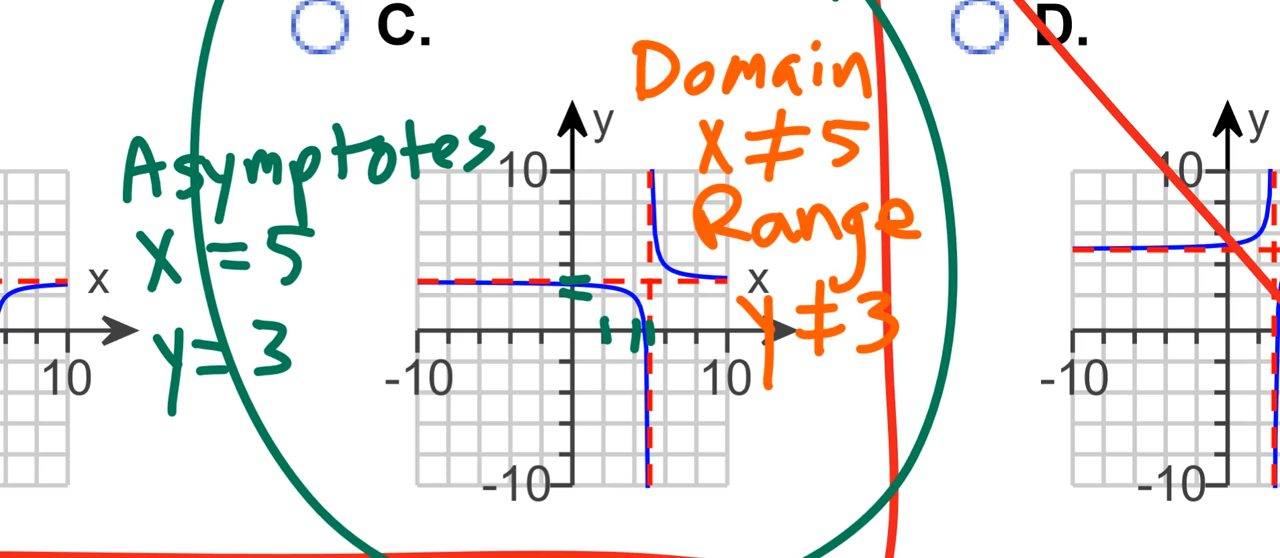 C.
D.
Domain
x ≠ 5
Range
y ≠ 3
Asymptotes
x = 5
y = 3
x
10
y
10
x
-10
10
-10
y
10
-10
-10